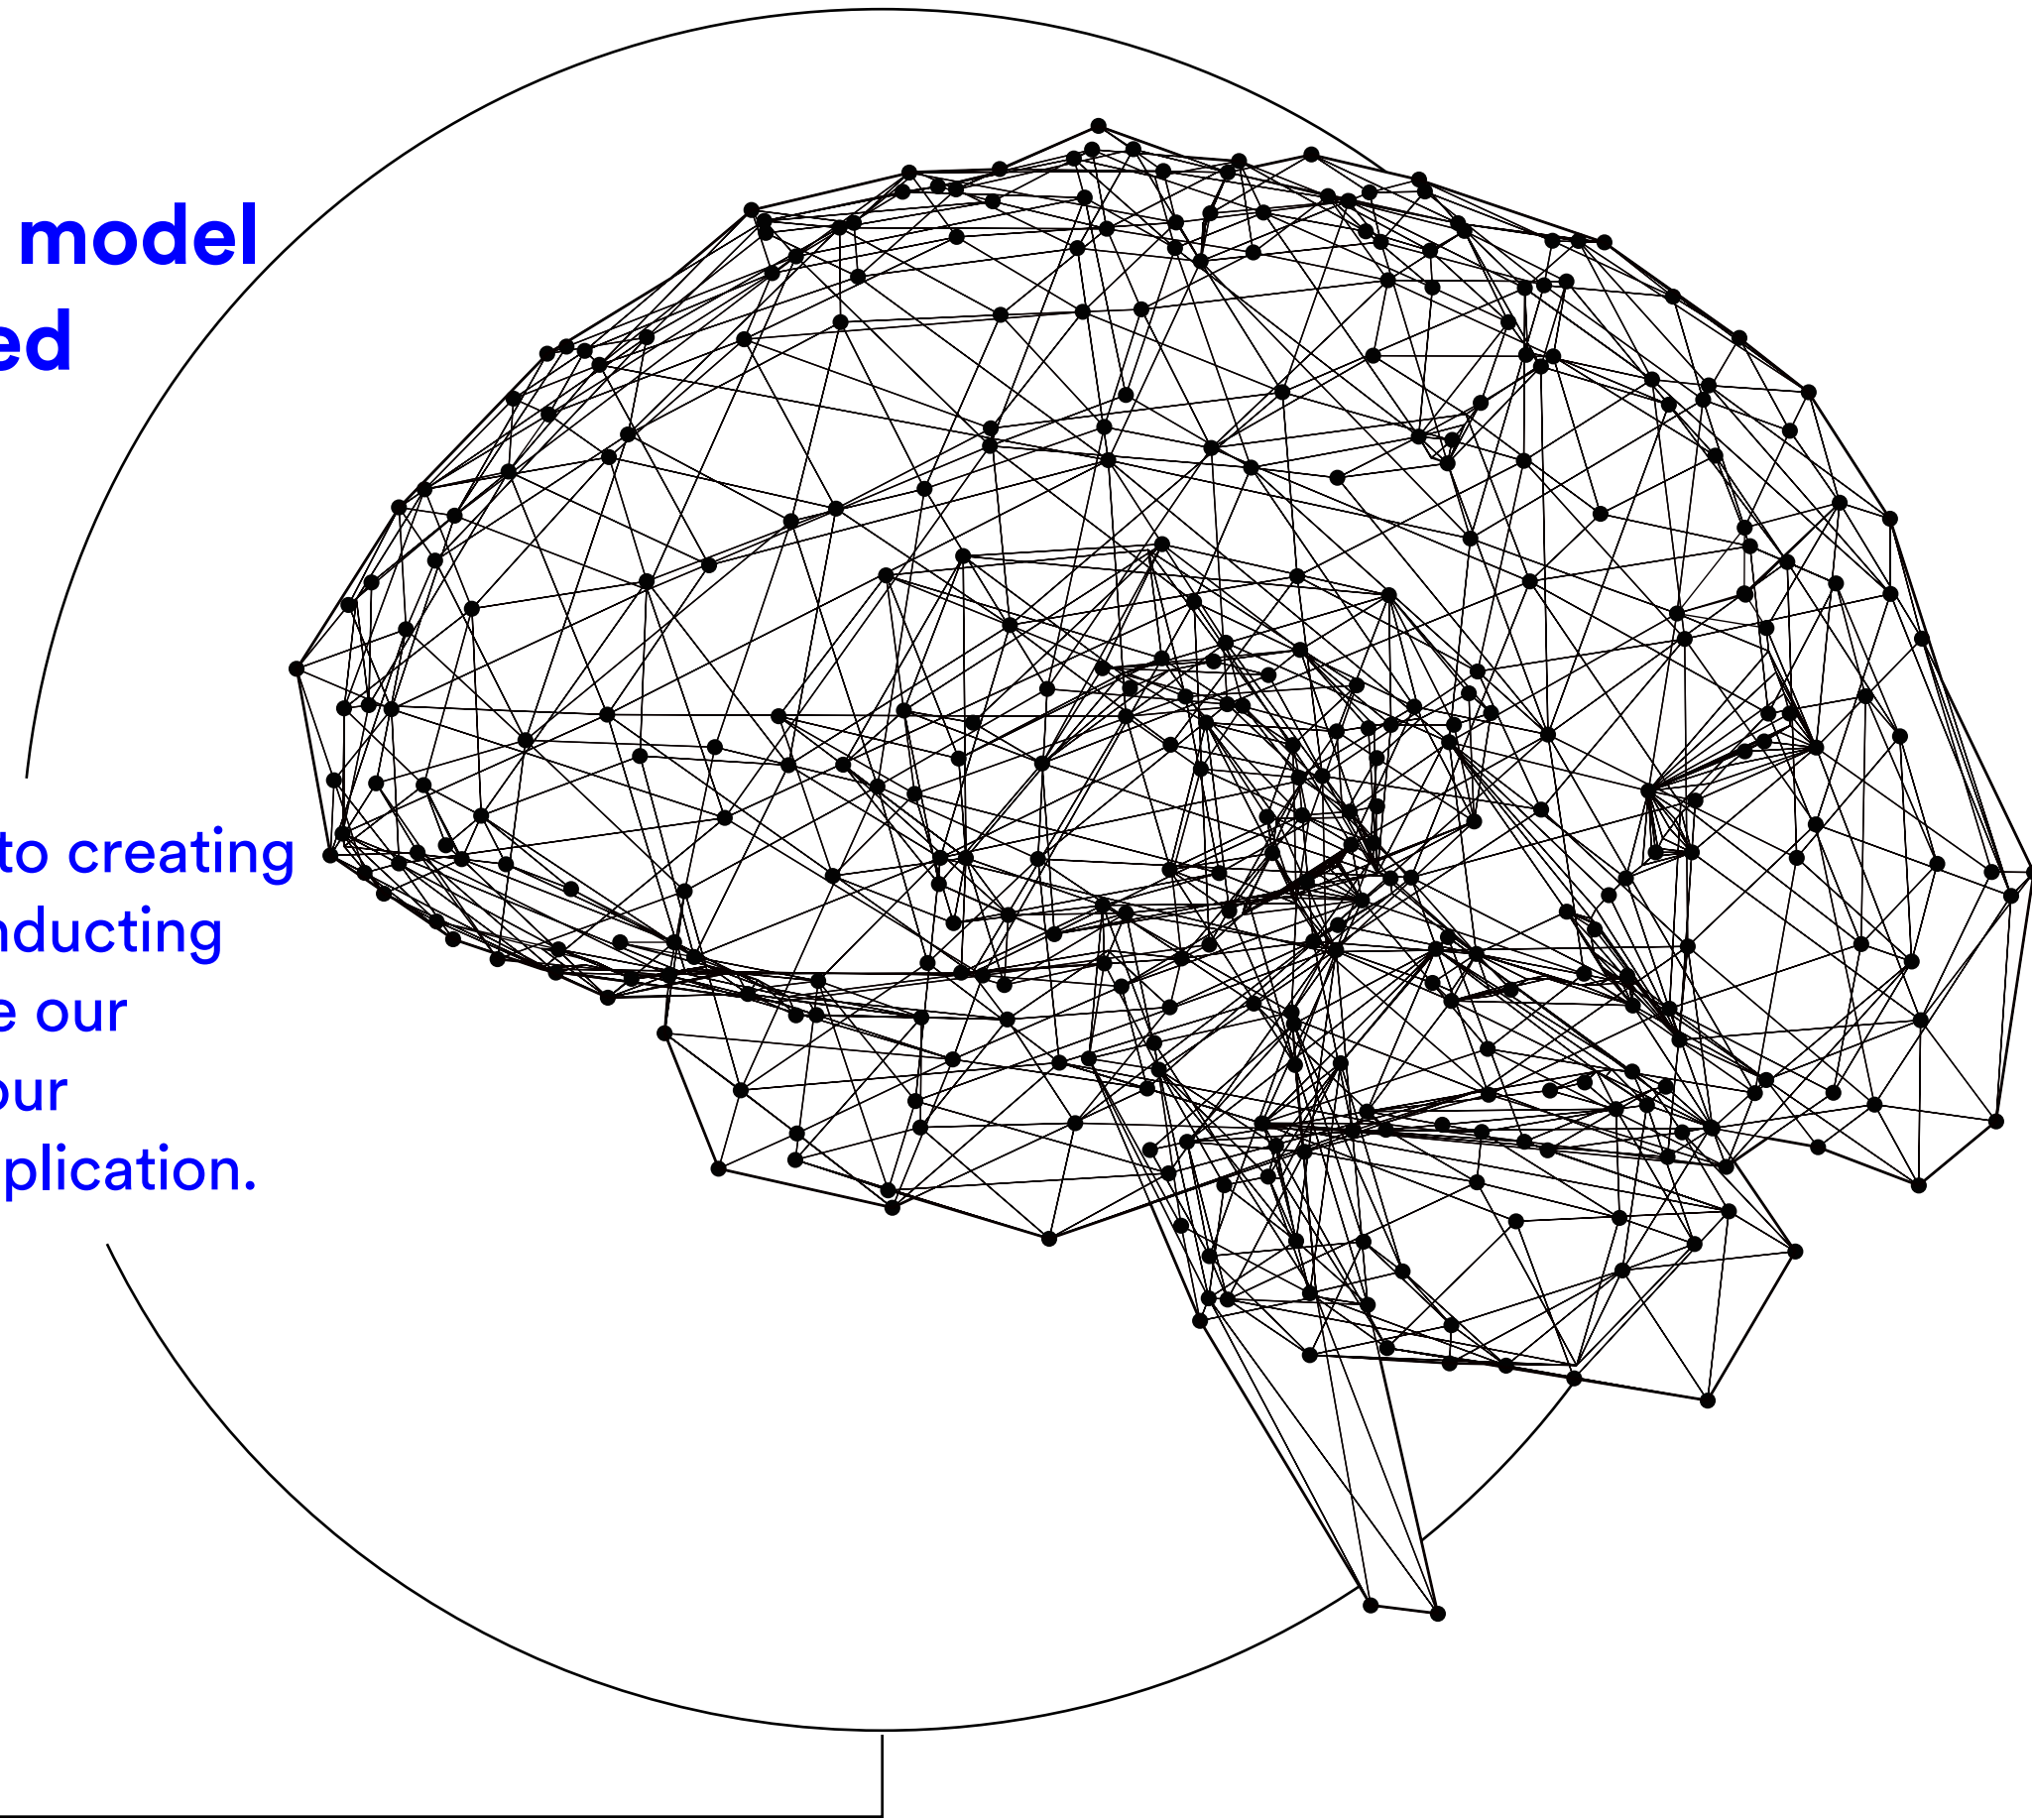 model
ed
to creating
nducting
e our
our
plication.